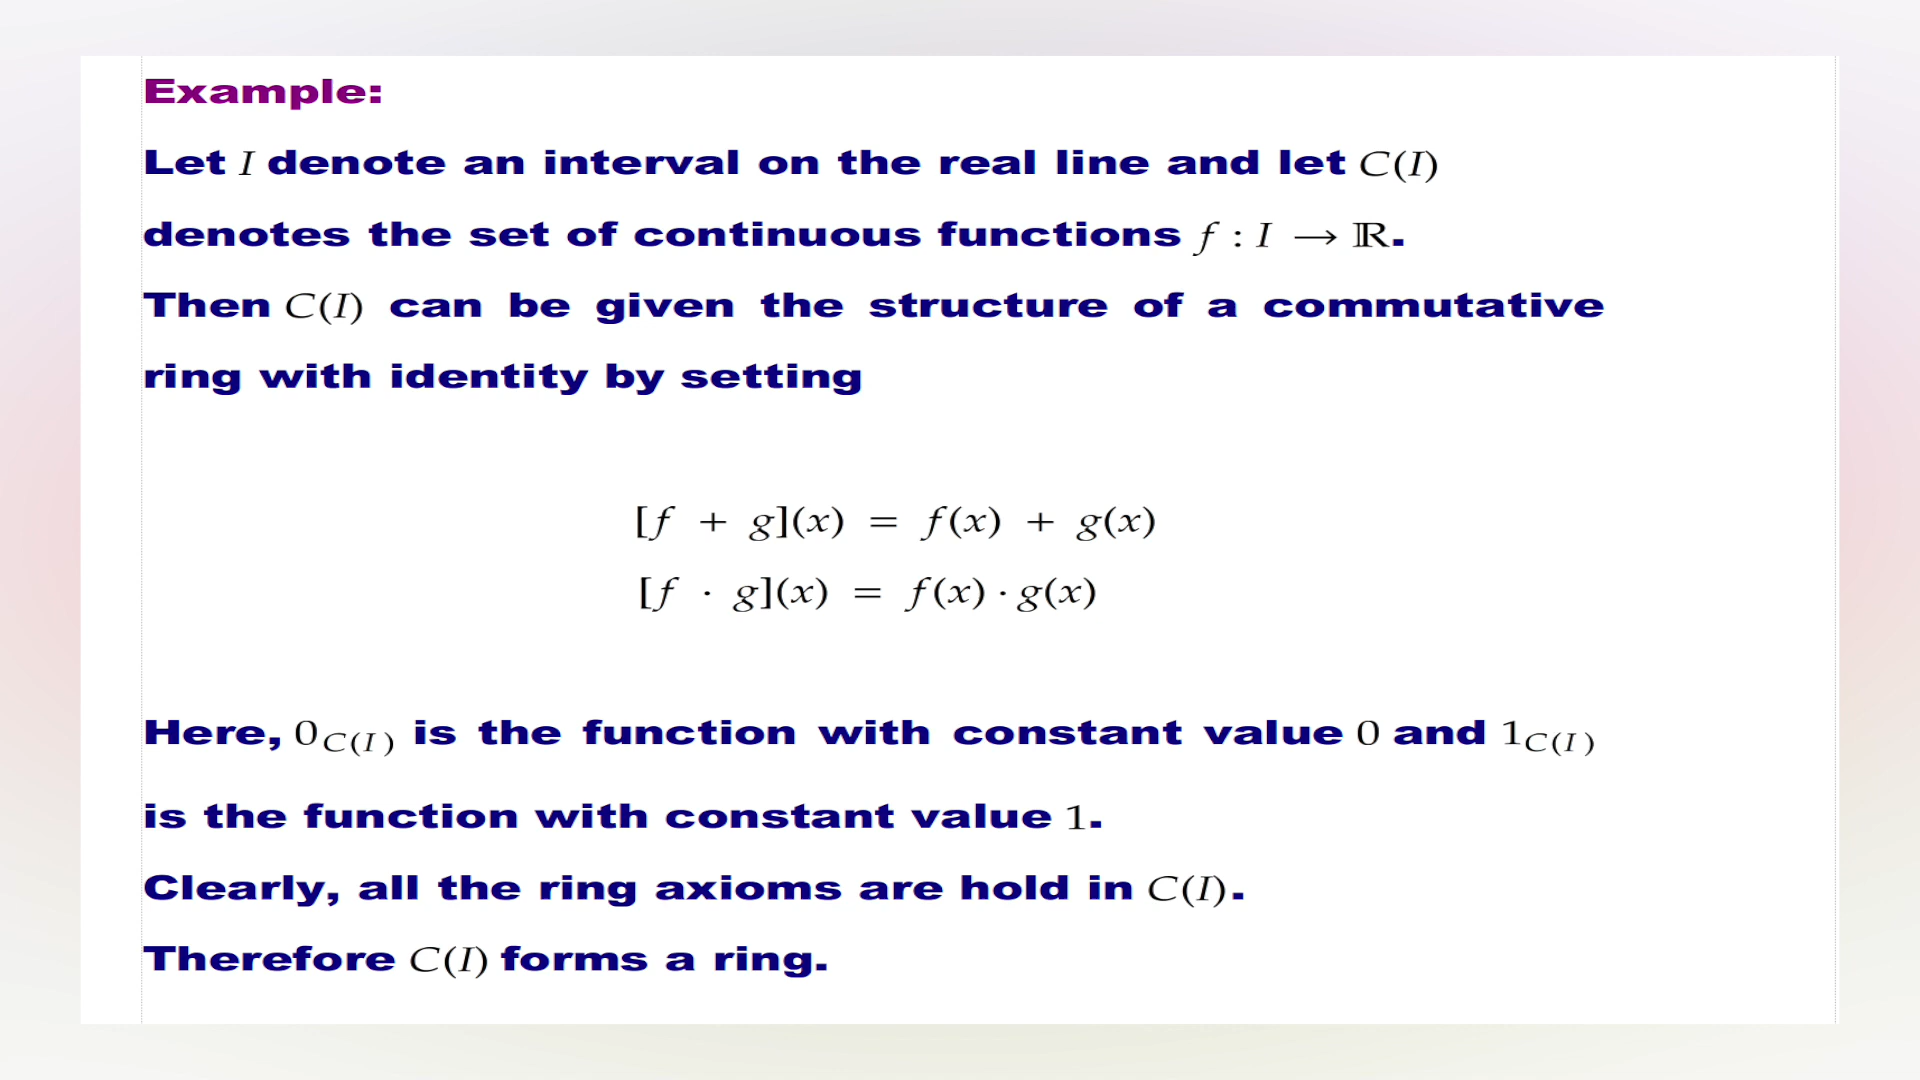 Example:
Let I denote an interval on the real line and let C(I)
denotes the set of continuous functions f : I → ℝ.
Then C(I) can be given the structure of a commutative
ring with identity by setting
[f + g](x) = f(x) + g(x)
[f · g](x) = f(x) · g(x)
Here, 0_{C(I)} is the function with constant value 0 and 1_{C(I)}
is the function with constant value 1.
Clearly, all the ring axioms are hold in C(I).
Therefore C(I) forms a ring.